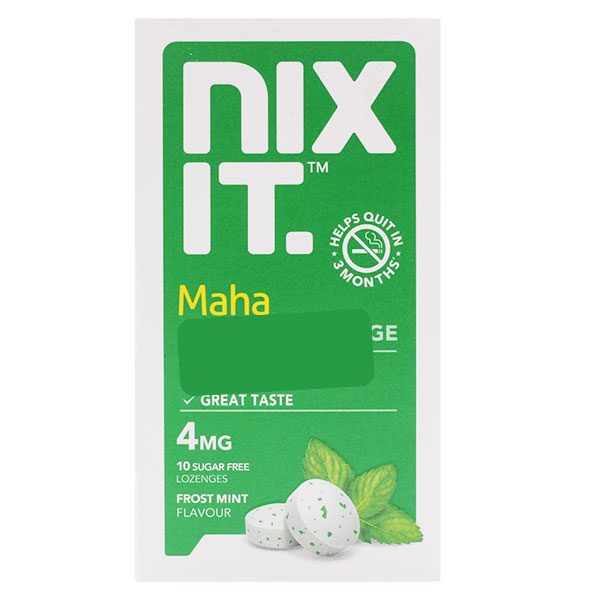 NIX
IT.™
HELPS QUIT IN
3 MONTHS*
Maha
GE
✓ GREAT TASTE
4MG
10 SUGAR FREE
LOZENGES
FROST MINT
FLAVOUR